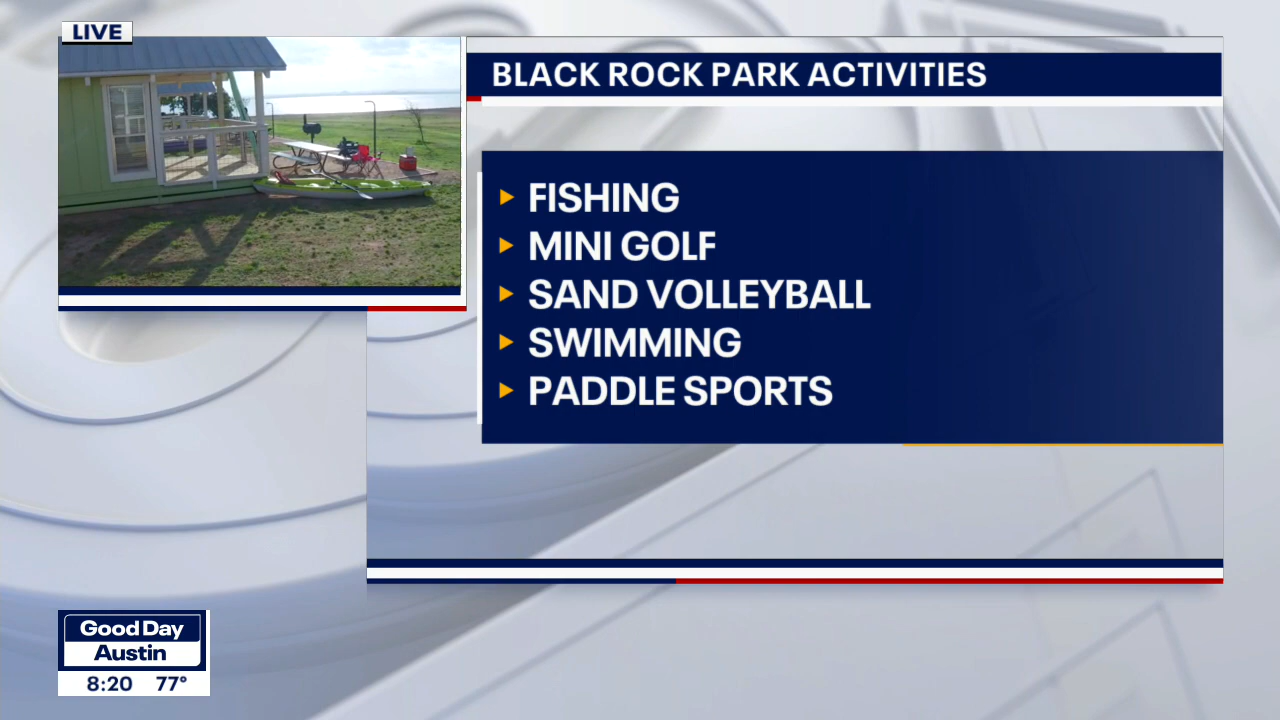 LIVE
BLACK ROCK PARK ACTIVITIES
FISHING
MINI GOLF
SAND VOLLEYBALL
SWIMMING
PADDLE SPORTS
Good Day
Austin
8:20 77°